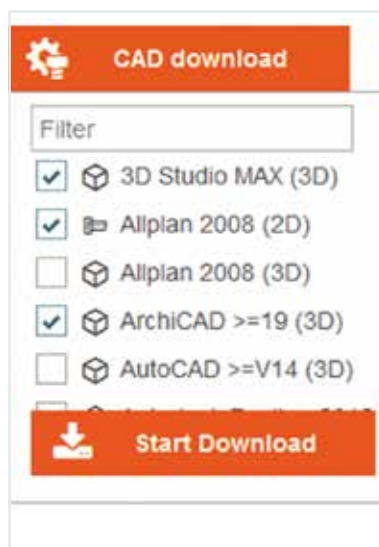 CAD download
Filter
3D Studio MAX (3D)
Allplan 2008 (2D)
Allplan 2008 (3D)
ArchiCAD >=19 (3D)
AutoCAD >=V14 (3D)
Start Download